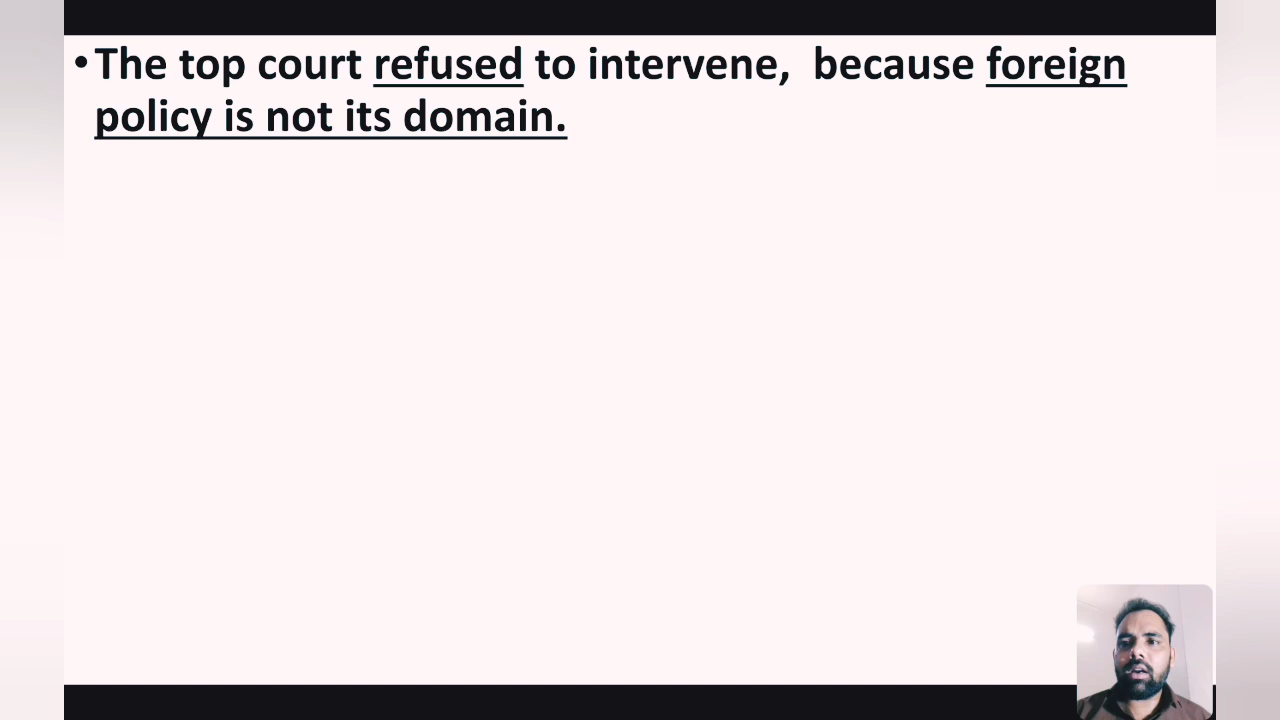 •The top court refused to intervene, because foreign
policy is not its domain.